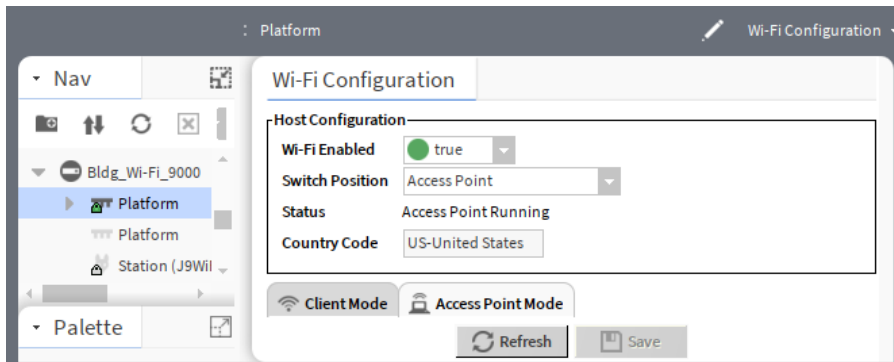 : Platform
Wi-Fi Configuration
Nav
Wi-Fi Configuration
Host Configuration
Wi-Fi Enabled true
Bldg_Wi-Fi_9000
Switch Position Access Point
Platform
Status Access Point Running
Platform
Country Code US-United States
Station (J9Wil
Client Mode Access Point Mode
Palette
Refresh Save